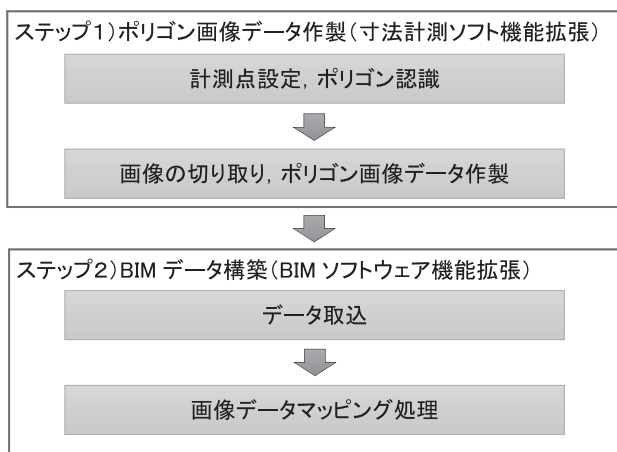 ステップ1)ポリゴン画像データ作製(寸法計測ソフト機能拡張)
計測点設定, ポリゴン認識
画像の切り取り, ポリゴン画像データ作製
ステップ2)BIM データ構築(BIM ソフトウェア機能拡張)
データ取込
画像データマッピング処理